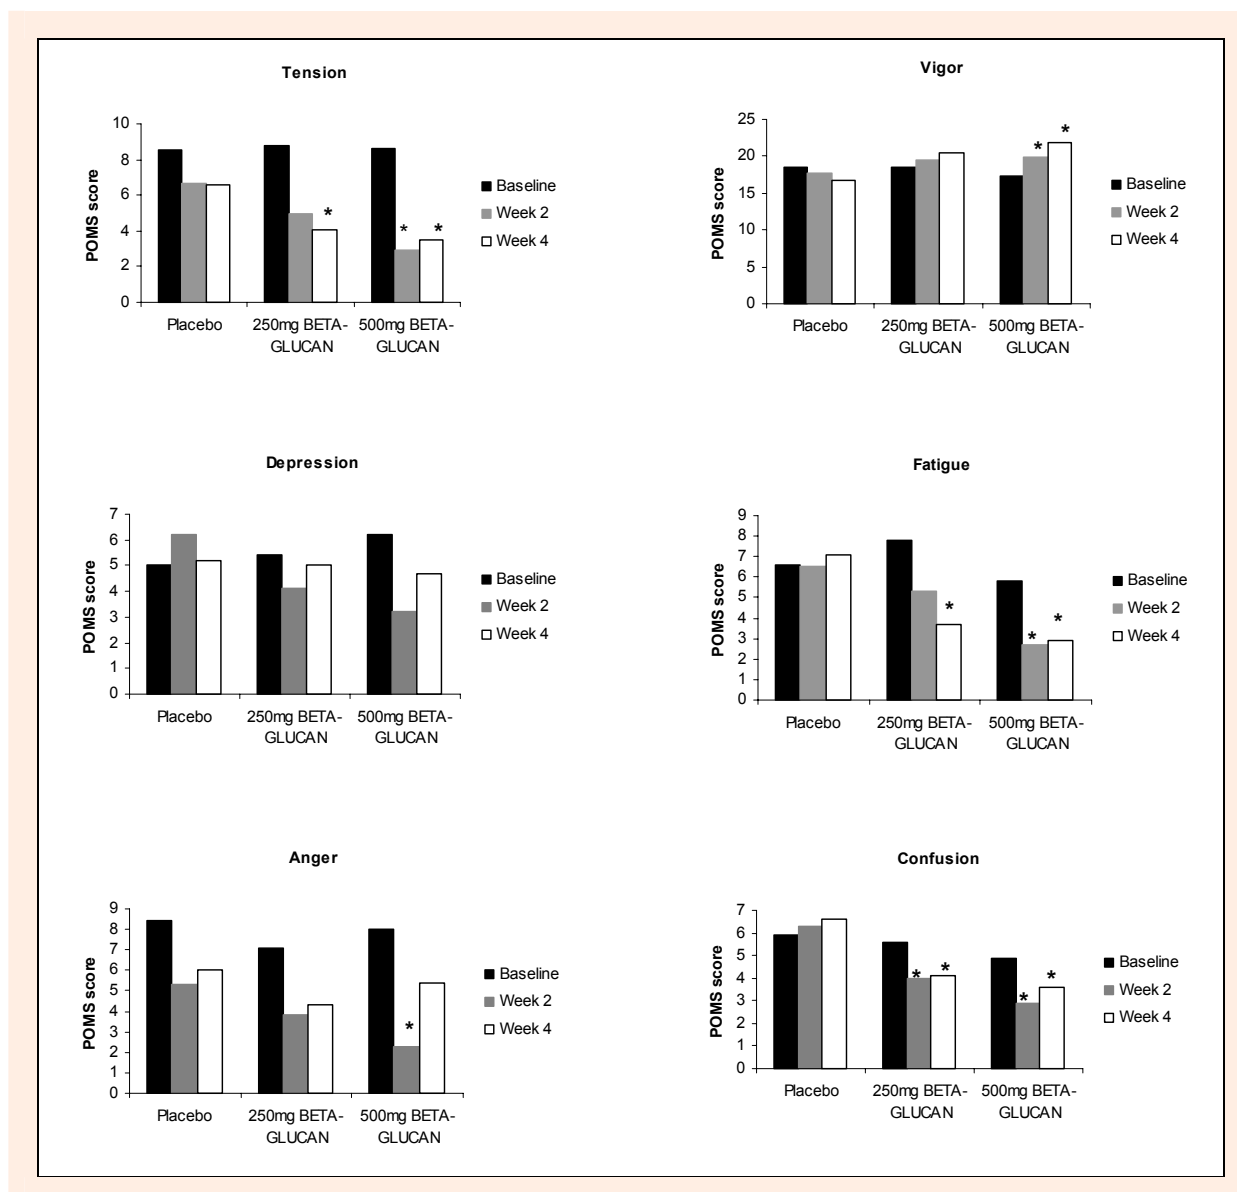 Tension
10
8
6
4
2
0
POMS score
* * *
Placebo
250mg BETA-
GLUCAN
500mg BETA-
GLUCAN
Baseline
Week 2
Week 4
Vigor
25
20
15
10
5
0
POMS score
* *
Placebo
250mg BETA-
GLUCAN
500mg BETA-
GLUCAN
Baseline
Week 2
Week 4
Depression
7
6
5
4
3
2
1
0
POMS score
Placebo
250mg BETA-
GLUCAN
500mg BETA-
GLUCAN
Baseline
Week 2
Week 4
Fatigue
9
8
7
6
5
4
3
2
1
0
POMS score
* * *
Placebo
250mg BETA-
GLUCAN
500mg BETA-
GLUCAN
Baseline
Week 2
Week 4
Anger
9
8
7
6
5
4
3
2
1
0
POMS score
*
Placebo
250mg BETA-
GLUCAN
500mg BETA-
GLUCAN
Baseline
Week 2
Week 4
Confusion
7
6
5
4
3
2
1
0
POMS score
* * * *
Placebo
250mg BETA-
GLUCAN
500mg BETA-
GLUCAN
Baseline
Week 2
Week 4